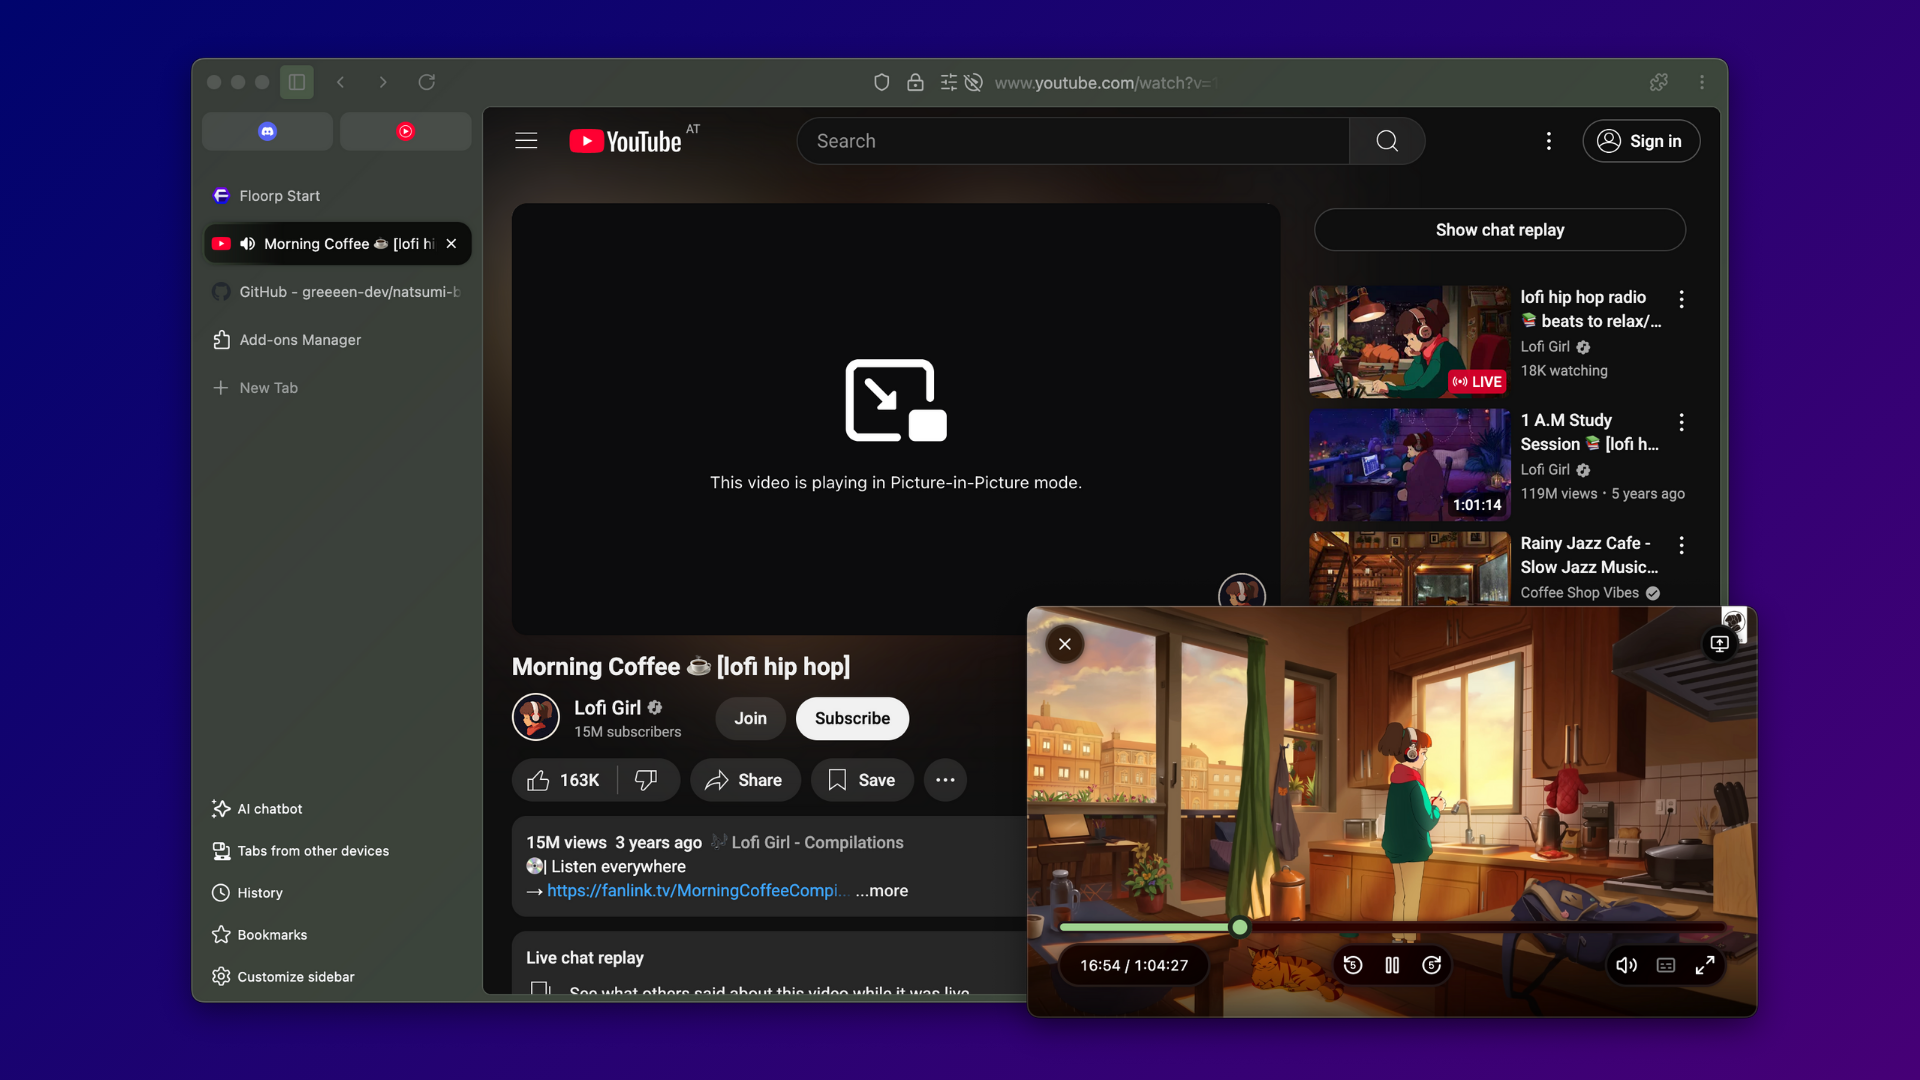 www.youtube.com/watch?v=
Floorp Start
Morning Coffee ☕ [lofi hi
GitHub - greeeen-dev/natsumi-b
Add-ons Manager
New Tab
AI chatbot
Tabs from other devices
History
Bookmarks
Customize sidebar
YouTube AT
Search
Sign in
This video is playing in Picture-in-Picture mode.
Morning Coffee ☕ [lofi hip hop]
Lofi Girl
15M subscribers
Join
Subscribe
163K
Share
Save
15M views 3 years ago 🎶 Lofi Girl - Compilations
💿| Listen everywhere
→ https://fanlink.tv/MorningCoffeeCompi... ...more
Live chat replay
See what others said about this video while it was live.
Show chat replay
lofi hip hop radio
📚 beats to relax/...
Lofi Girl
18K watching
LIVE
1 A.M Study
Session 📚 [lofi h...
Lofi Girl
119M views • 5 years ago
1:01:14
Rainy Jazz Cafe -
Slow Jazz Music...
Coffee Shop Vibes
16:54 / 1:04:27
5
5